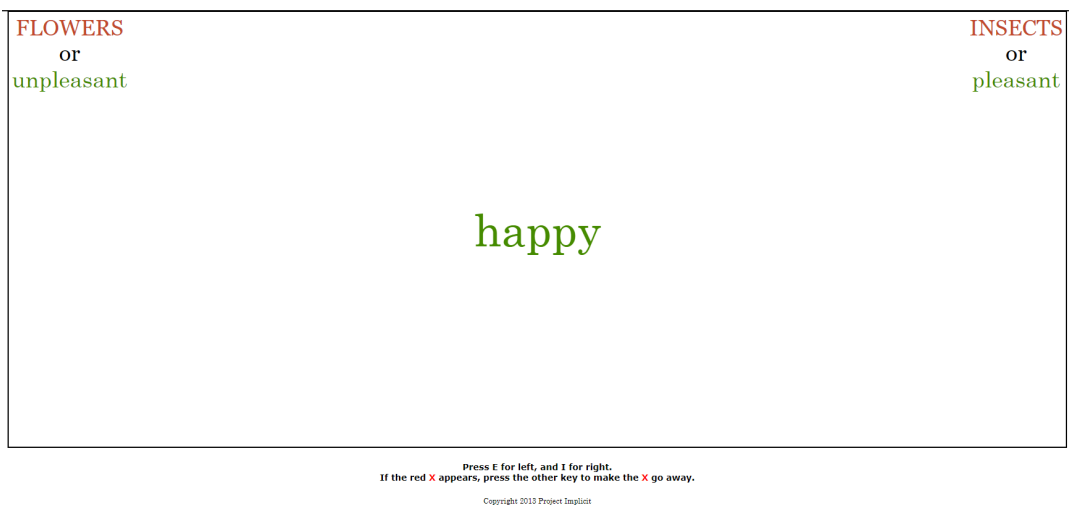 FLOWERS
or
unpleasant
INSECTS
or
pleasant
happy
Press E for left, and I for right.
If the red X appears, press the other key to make the X go away.
Copyright 2013 Project Implicit